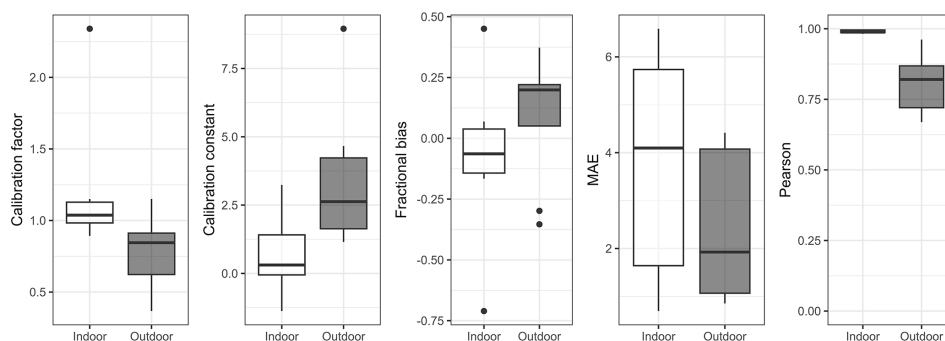 Calibration factor
2.0
1.5
1.0
0.5
Indoor Outdoor
Calibration constant
7.5
5.0
2.5
0.0
Indoor Outdoor
Fractional bias
0.50
0.25
0.00
-0.25
-0.50
-0.75
Indoor Outdoor
MAE
6
4
2
Indoor Outdoor
Pearson
1.00
0.75
0.50
0.25
0.00
Indoor Outdoor